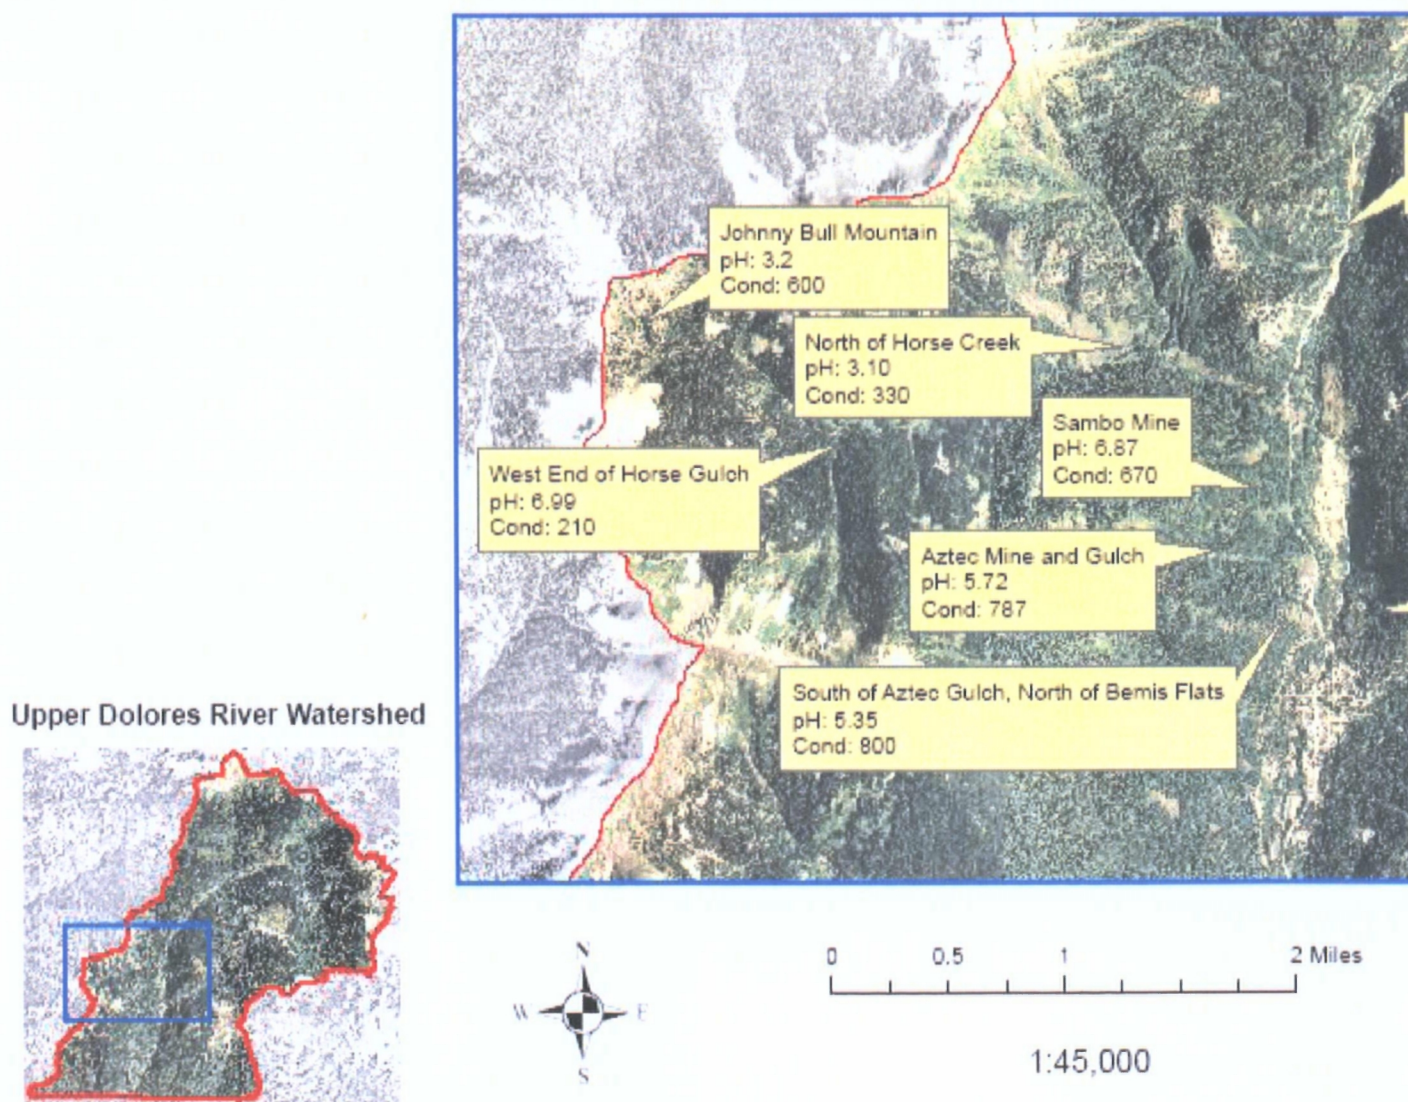 Johnny Bull Mountain
pH: 3.2
Cond: 600
North of Horse Creek
pH: 3.10
Cond: 330
Sambo Mine
pH: 6.87
Cond: 670
West End of Horse Gulch
pH: 6.99
Cond: 210
Aztec Mine and Gulch
pH: 5.72
Cond: 787
South of Aztec Gulch, North of Bemis Flats
pH: 5.35
Cond: 800
Upper Dolores River Watershed
N
W E
S
0 0.5 1 2 Miles
1:45,000